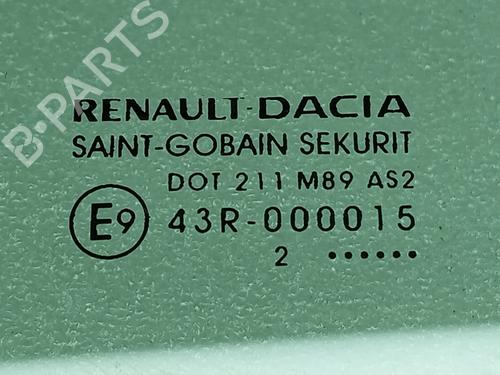 B-PARTS
RENAULT-DACIA
SAINT-GOBAIN SEKURIT
DOT 211 M89 AS2
E9 43R-000015
2 ......